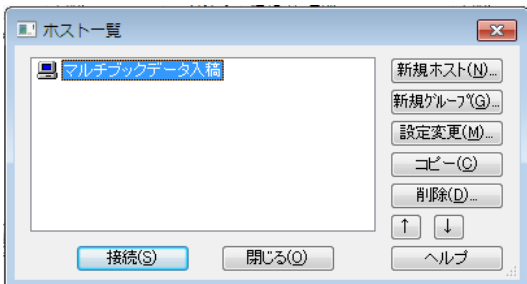 ホスト一覧
マルチブックデータ入稿
新規ホスト(N)...
新規グループ(G)...
設定変更(M)...
コピー(C)
削除(D)...
↑ ↓
接続(S) 閉じる(O) ヘルプ